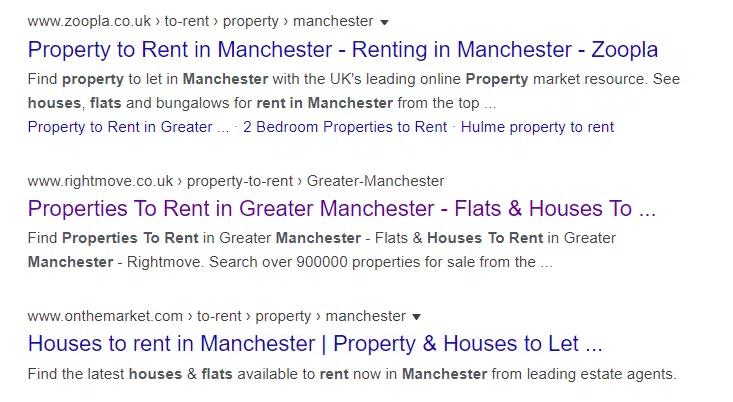 www.zoopla.co.uk › to-rent › property › manchester
Property to Rent in Manchester - Renting in Manchester - Zoopla
Find property to let in Manchester with the UK's leading online Property market resource. See
houses, flats and bungalows for rent in Manchester from the top ...
Property to Rent in Greater ... · 2 Bedroom Properties to Rent · Hulme property to rent
www.rightmove.co.uk › property-to-rent › Greater-Manchester
Properties To Rent in Greater Manchester - Flats & Houses To ...
Find Properties To Rent in Greater Manchester - Flats & Houses To Rent in Greater
Manchester - Rightmove. Search over 900000 properties for sale from the ...
www.onthemarket.com › to-rent › property › manchester
Houses to rent in Manchester | Property & Houses to Let ...
Find the latest houses & flats available to rent now in Manchester from leading estate agents.